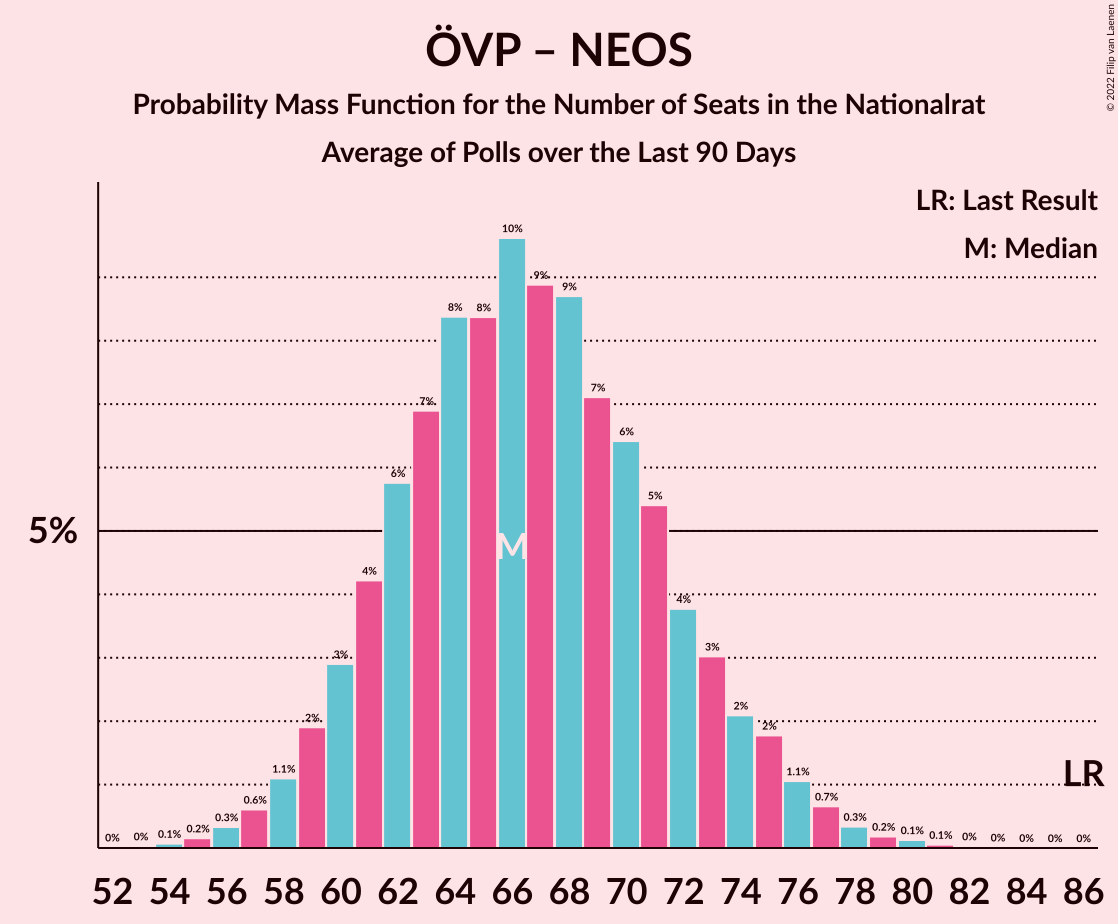 ÖVP – NEOS
Probability Mass Function for the Number of Seats in the Nationalrat
Average of Polls over the Last 90 Days
© 2022 Filip van Laenen
LR: Last Result
M: Median
5%
0% 0% 0.1% 0.2% 0.3% 0.6% 1.1% 2% 3% 4% 6% 7% 8% 8% 10% 9% 9% 7% 6% 5% 4% 3% 2% 2% 1.1% 0.7% 0.3% 0.2% 0.1% 0.1% 0% 0% 0% 0% 0%
M
LR
52 54 56 58 60 62 64 66 68 70 72 74 76 78 80 82 84 86